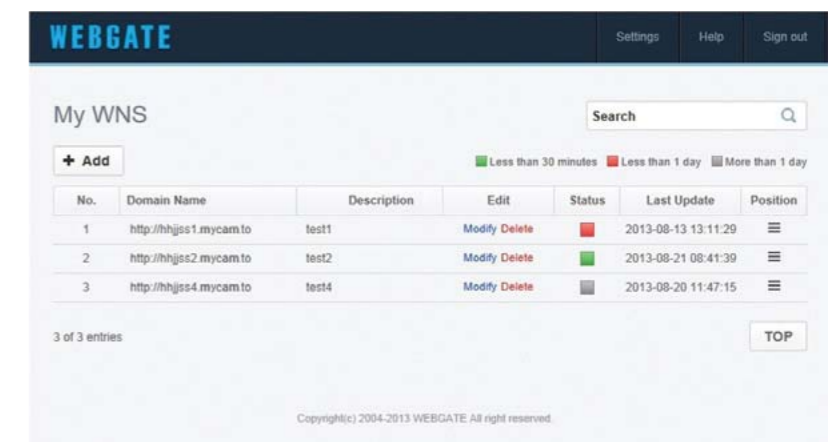 WEBGATE
Settings Help Sign out
My WNS
Search
+ Add
Less than 30 minutes Less than 1 day More than 1 day
No. Domain Name Description Edit Status Last Update Position
1 http://hhjjss1.mycam.to test1 Modify Delete 2013-08-13 13:11:29
2 http://hhjjss2.mycam.to test2 Modify Delete 2013-08-21 08:41:39
3 http://hhjjss4.mycam.to test4 Modify Delete 2013-08-20 11:47:15
3 of 3 entries
TOP
Copyright(c) 2004-2013 WEBGATE All right reserved.